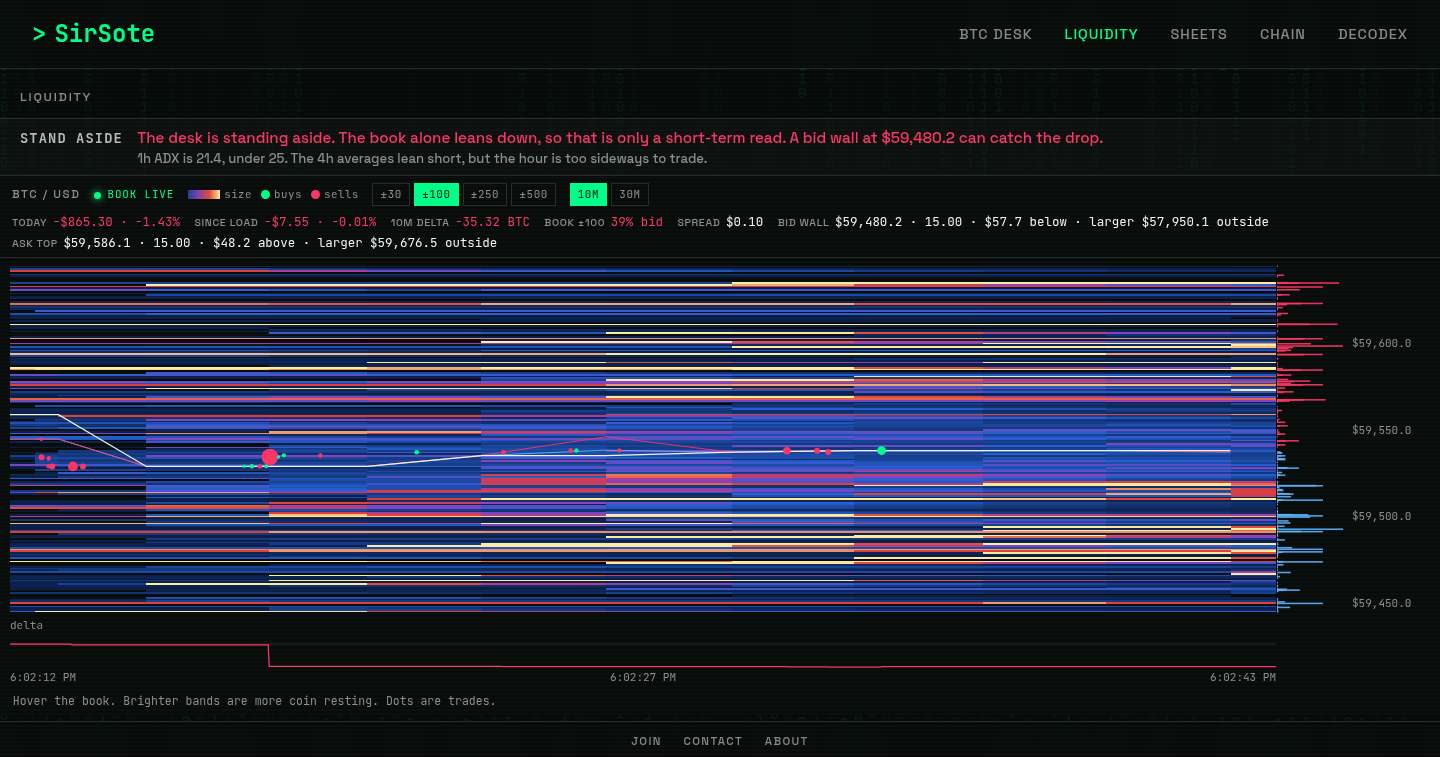 > SirSote
BTC DESK LIQUIDITY SHEETS CHAIN DECODEX
LIQUIDITY
STAND ASIDE The desk is standing aside. The book alone leans down, so that is only a short-term read. A bid wall at $59,480.2 can catch the drop.
1h ADX is 21.4, under 25. The 4h averages lean short, but the hour is too sideways to trade.
BTC / USD BOOK LIVE size buys sells ±30 ±100 ±250 ±500 10M 30M
TODAY -$865.30 · -1.43% SINCE LOAD -$7.55 · -0.01% 10M DELTA -35.32 BTC BOOK ±100 39% bid SPREAD $0.10 BID WALL $59,480.2 · 15.00 · $57.7 below · larger $57,950.1 outside
ASK TOP $59,586.1 · 15.00 · $48.2 above · larger $59,676.5 outside
$59,600.0
$59,550.0
$59,500.0
$59,450.0
delta
6:02:12 PM 6:02:27 PM 6:02:43 PM
Hover the book. Brighter bands are more coin resting. Dots are trades.
JOIN CONTACT ABOUT